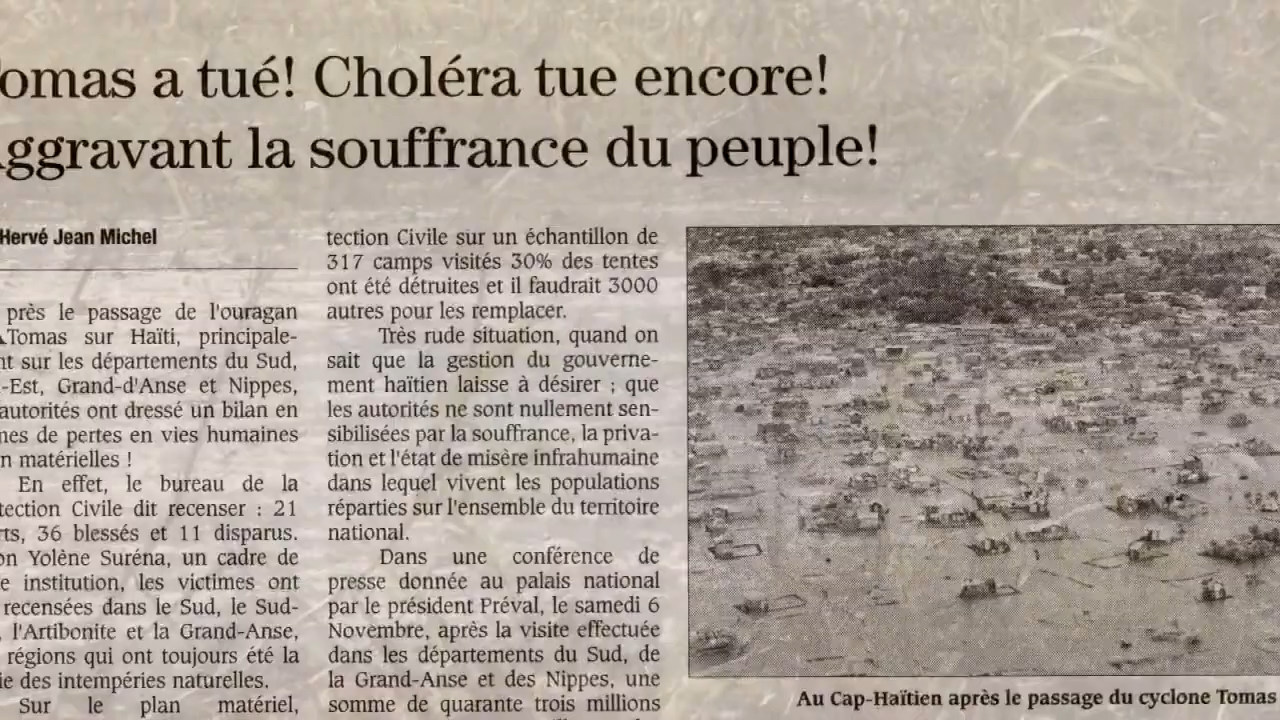 omas a tué! Choléra tue encore!
ggravant la souffrance du peuple!
Hervé Jean Michel
près le passage de l'ouragan
Tomas sur Haïti, principale-
nt sur les départements du Sud,
-Est, Grand-d'Anse et Nippes,
autorités ont dressé un bilan en
nes de pertes en vies humaines
n matérielles !
En effet, le bureau de la
tection Civile dit recenser : 21
rts, 36 blessés et 11 disparus.
on Yolène Suréna, un cadre de
e institution, les victimes ont
recensées dans le Sud, le Sud-
, l'Artibonite et la Grand-Anse,
régions qui ont toujours été la
ie des intempéries naturelles.
Sur le plan matériel,
tection Civile sur un échantillon de
317 camps visités 30% des tentes
ont été détruites et il faudrait 3000
autres pour les remplacer.
Très rude situation, quand on
sait que la gestion du gouverne-
ment haïtien laisse à désirer ; que
les autorités ne sont nullement sen-
sibilisées par la souffrance, la priva-
tion et l'état de misère infrahumaine
dans lequel vivent les populations
réparties sur l'ensemble du territoire
national.
Dans une conférence de
presse donnée au palais national
par le président Préval, le samedi 6
Novembre, après la visite effectuée
dans les départements du Sud, de
la Grand-Anse et des Nippes, une
somme de quarante trois millions
Au Cap-Haïtien après le passage du cyclone Tomas